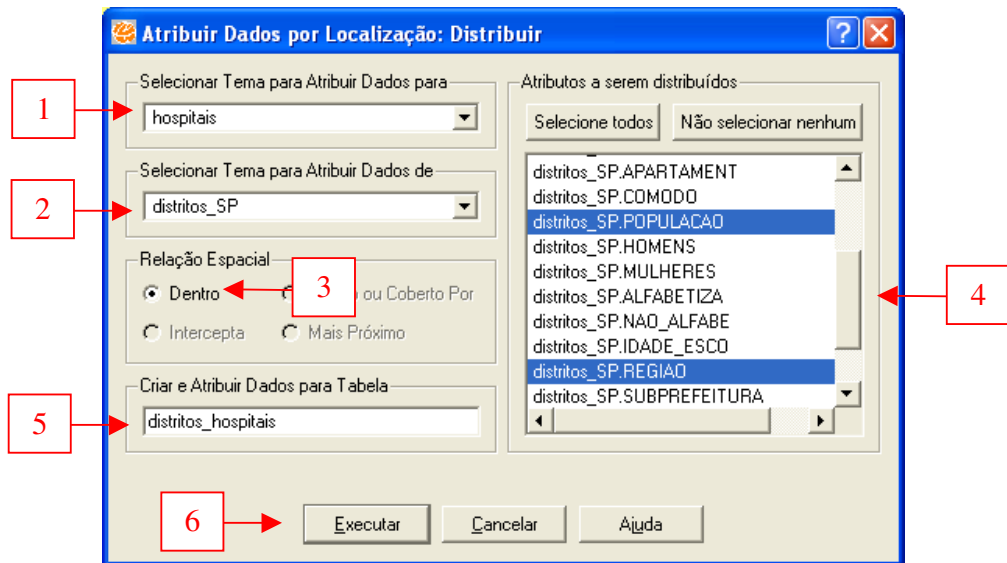 Atribuir Dados por Localização: Distribuir
1
Selecionar Tema para Atribuir Dados para
hospitais
2
Selecionar Tema para Atribuir Dados de
distritos_SP
Relação Espacial
3
Dentro
ou Coberto Por
Intercepta
Mais Próximo
5
Criar e Atribuir Dados para Tabela
distritos_hospitais
Atributos a serem distribuídos
Selecione todos
Não selecionar nenhum
distritos_SP.APARTAMENT
distritos_SP.COMODO
distritos_SP.POPULACAO
distritos_SP.HOMENS
distritos_SP.MULHERES
distritos_SP.ALFABETIZA
distritos_SP.NAO_ALFABE
distritos_SP.IDADE_ESCO
distritos_SP.REGIAO
distritos_SP.SUBPREFEITURA
4
6
Executar
Cancelar
Ajuda